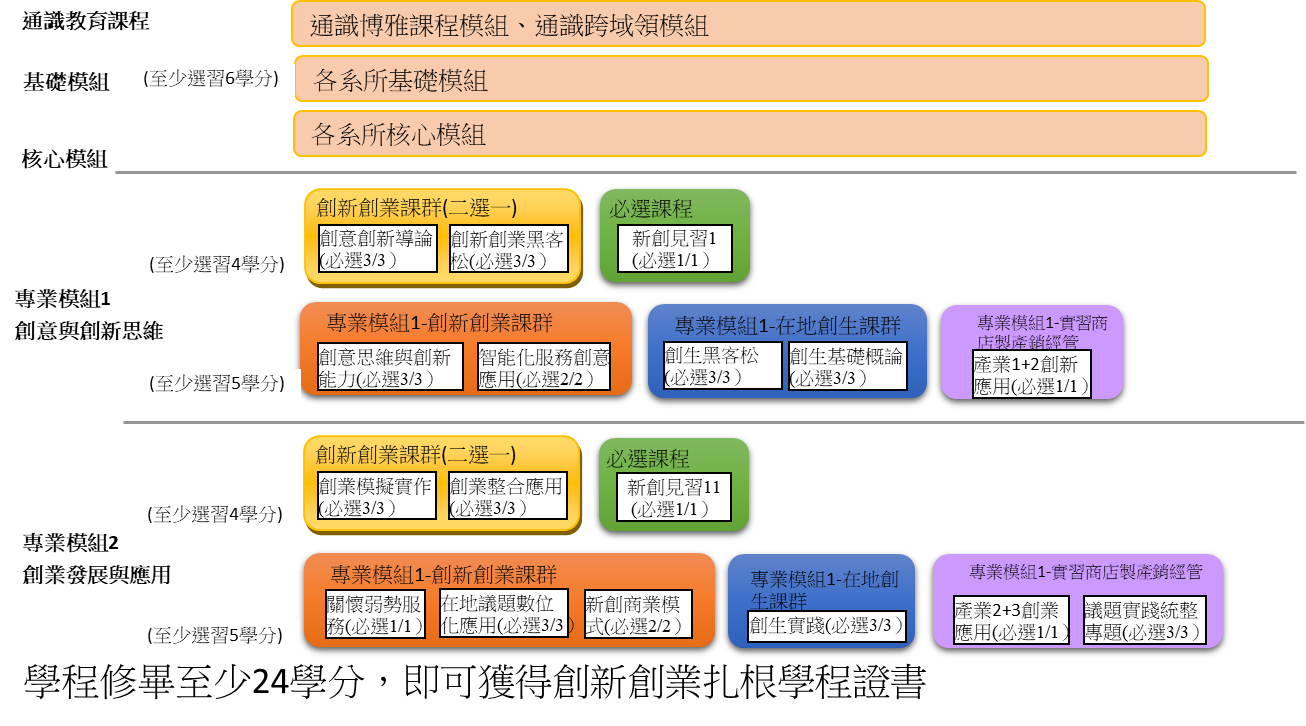 通識教育課程
通識博雅課程模組、通識跨域領模組
基礎模組
(至少選習6學分)
各系所基礎模組
核心模組
各系所核心模組
專業模組1
創意與創新思維
(至少選習4學分)
創新創業課群(二選一)
創意創新導論
(必選3/3）
創新創業黑客
松(必選3/3）
必選課程
新創見習1
(必選1/1）
(至少選習5學分)
專業模組1-創新創業課群
創意思維與創新
能力(必選3/3）
智能化服務創意
應用(必選2/2）
專業模組1-在地創生課群
創生黑客松
(必選3/3）
創生基礎概論
(必選3/3）
專業模組1-實習商
店製產銷經管
產業1+2創新
應用(必選1/1）
專業模組2
創業發展與應用
(至少選習4學分)
創新創業課群(二選一)
創業模擬實作
(必選3/3）
創業整合應用
(必選3/3）
必選課程
新創見習11
(必選1/1）
(至少選習5學分)
專業模組1-創新創業課群
關懷弱勢服
務(必選1/1）
在地議題數位
化應用(必選3/3）
新創商業模
式(必選2/2）
專業模組1-在地創
生課群
創生實踐(必選3/3）
專業模組1-實習商店製產銷經管
產業2+3創業
應用(必選1/1）
議題實踐統整
專題(必選3/3）
學程修畢至少24學分，即可獲得創新創業扎根學程證書